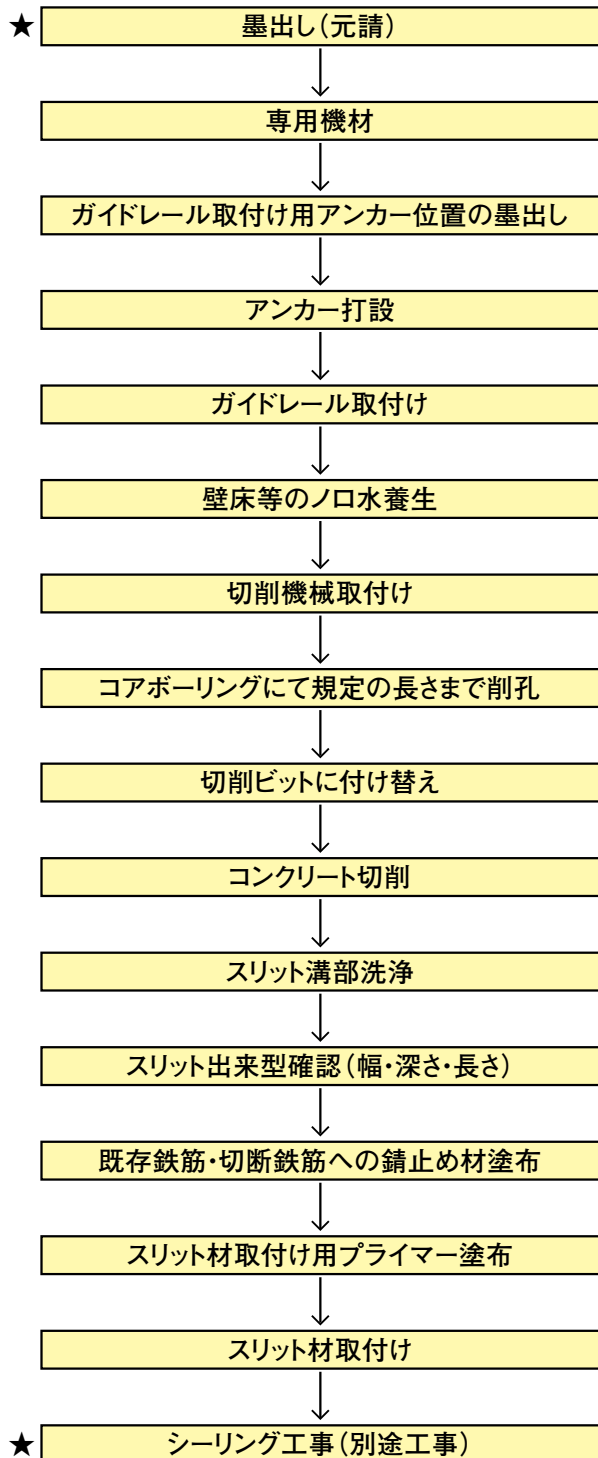 ★ 墨出し(元請)
専用機材
ガイドレール取付け用アンカー位置の墨出し
アンカー打設
ガイドレール取付け
壁床等のノロ水養生
切削機械取付け
コアボーリングにて規定の長さまで削孔
切削ビットに付け替え
コンクリート切削
スリット溝部洗浄
スリット出来型確認(幅・深さ・長さ)
既存鉄筋・切断鉄筋への錆止め材塗布
スリット材取付け用プライマー塗布
スリット材取付け
★ シーリング工事(別途工事)